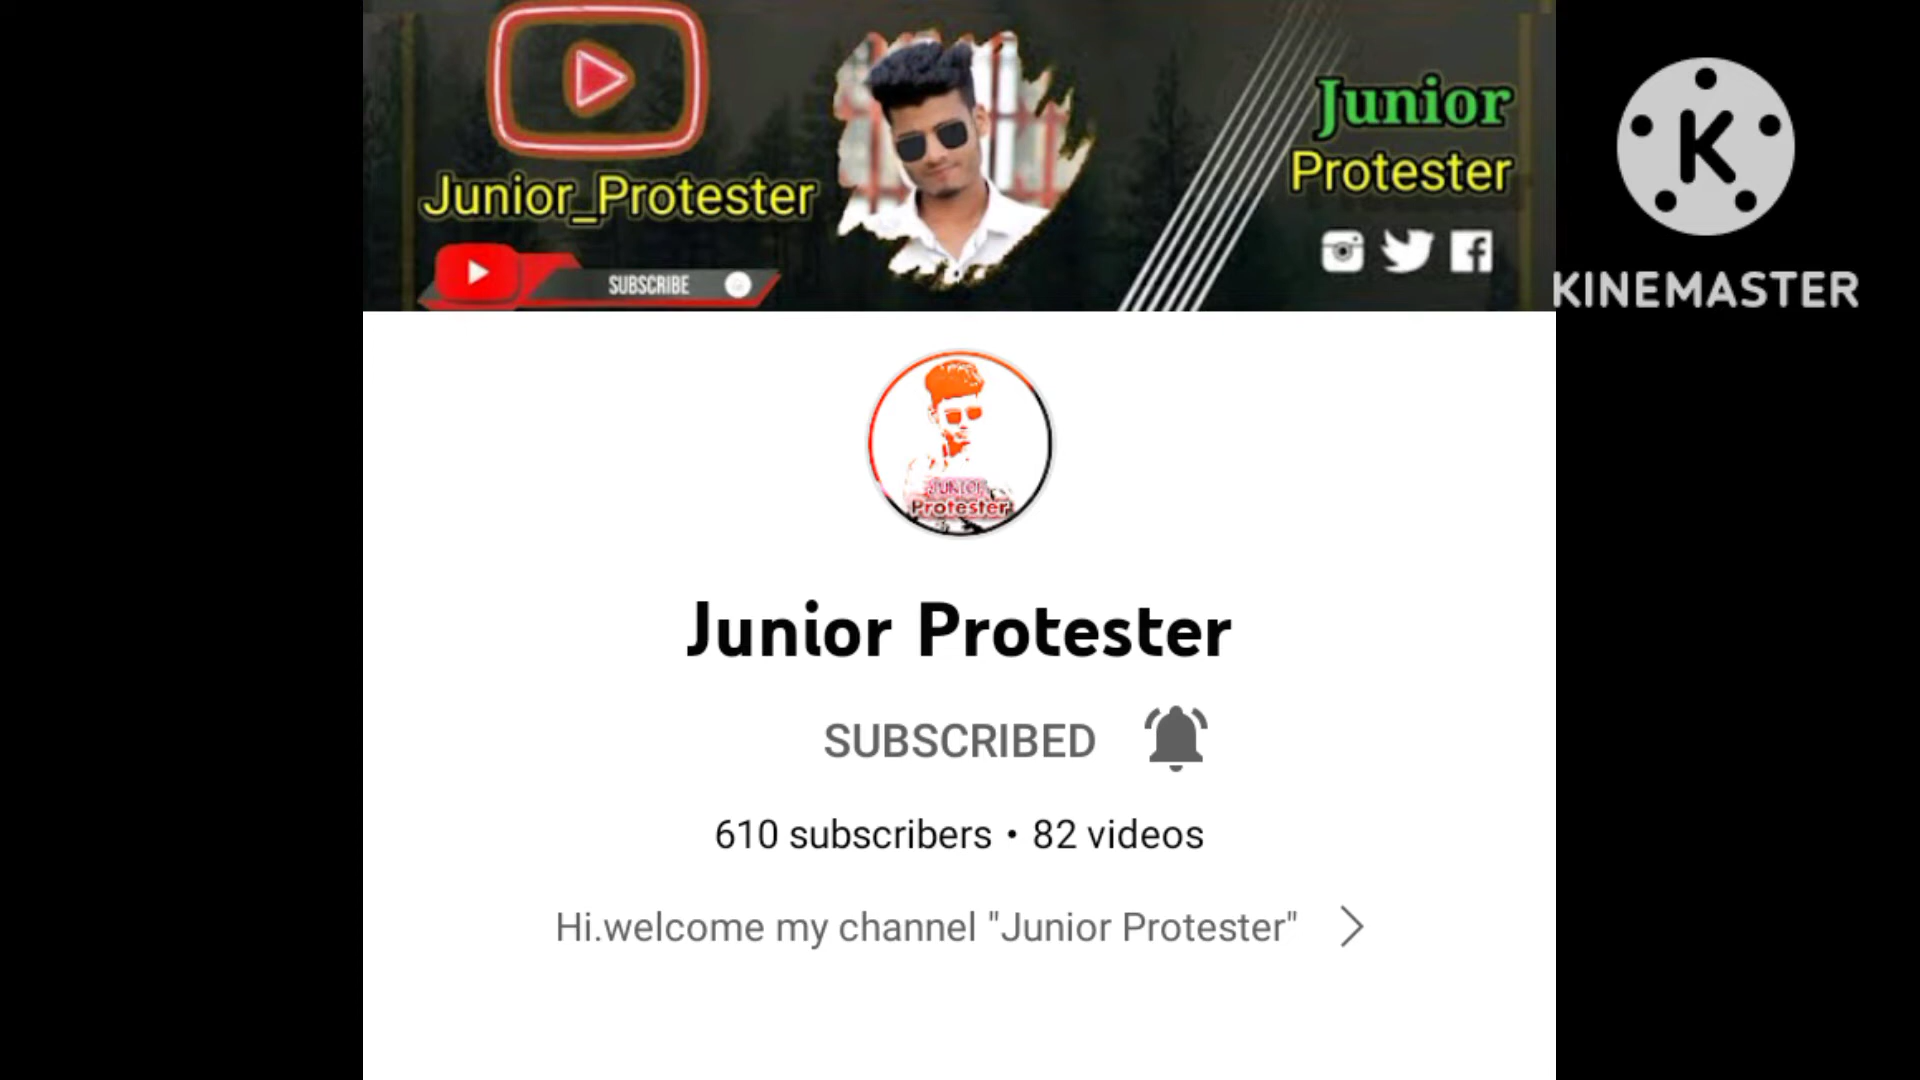 Junior_Protester
SUBSCRIBE
Junior
Protester
KINEMASTER
JUNIOR
Protester
Junior Protester
SUBSCRIBED
610 subscribers • 82 videos
Hi.welcome my channel "Junior Protester"